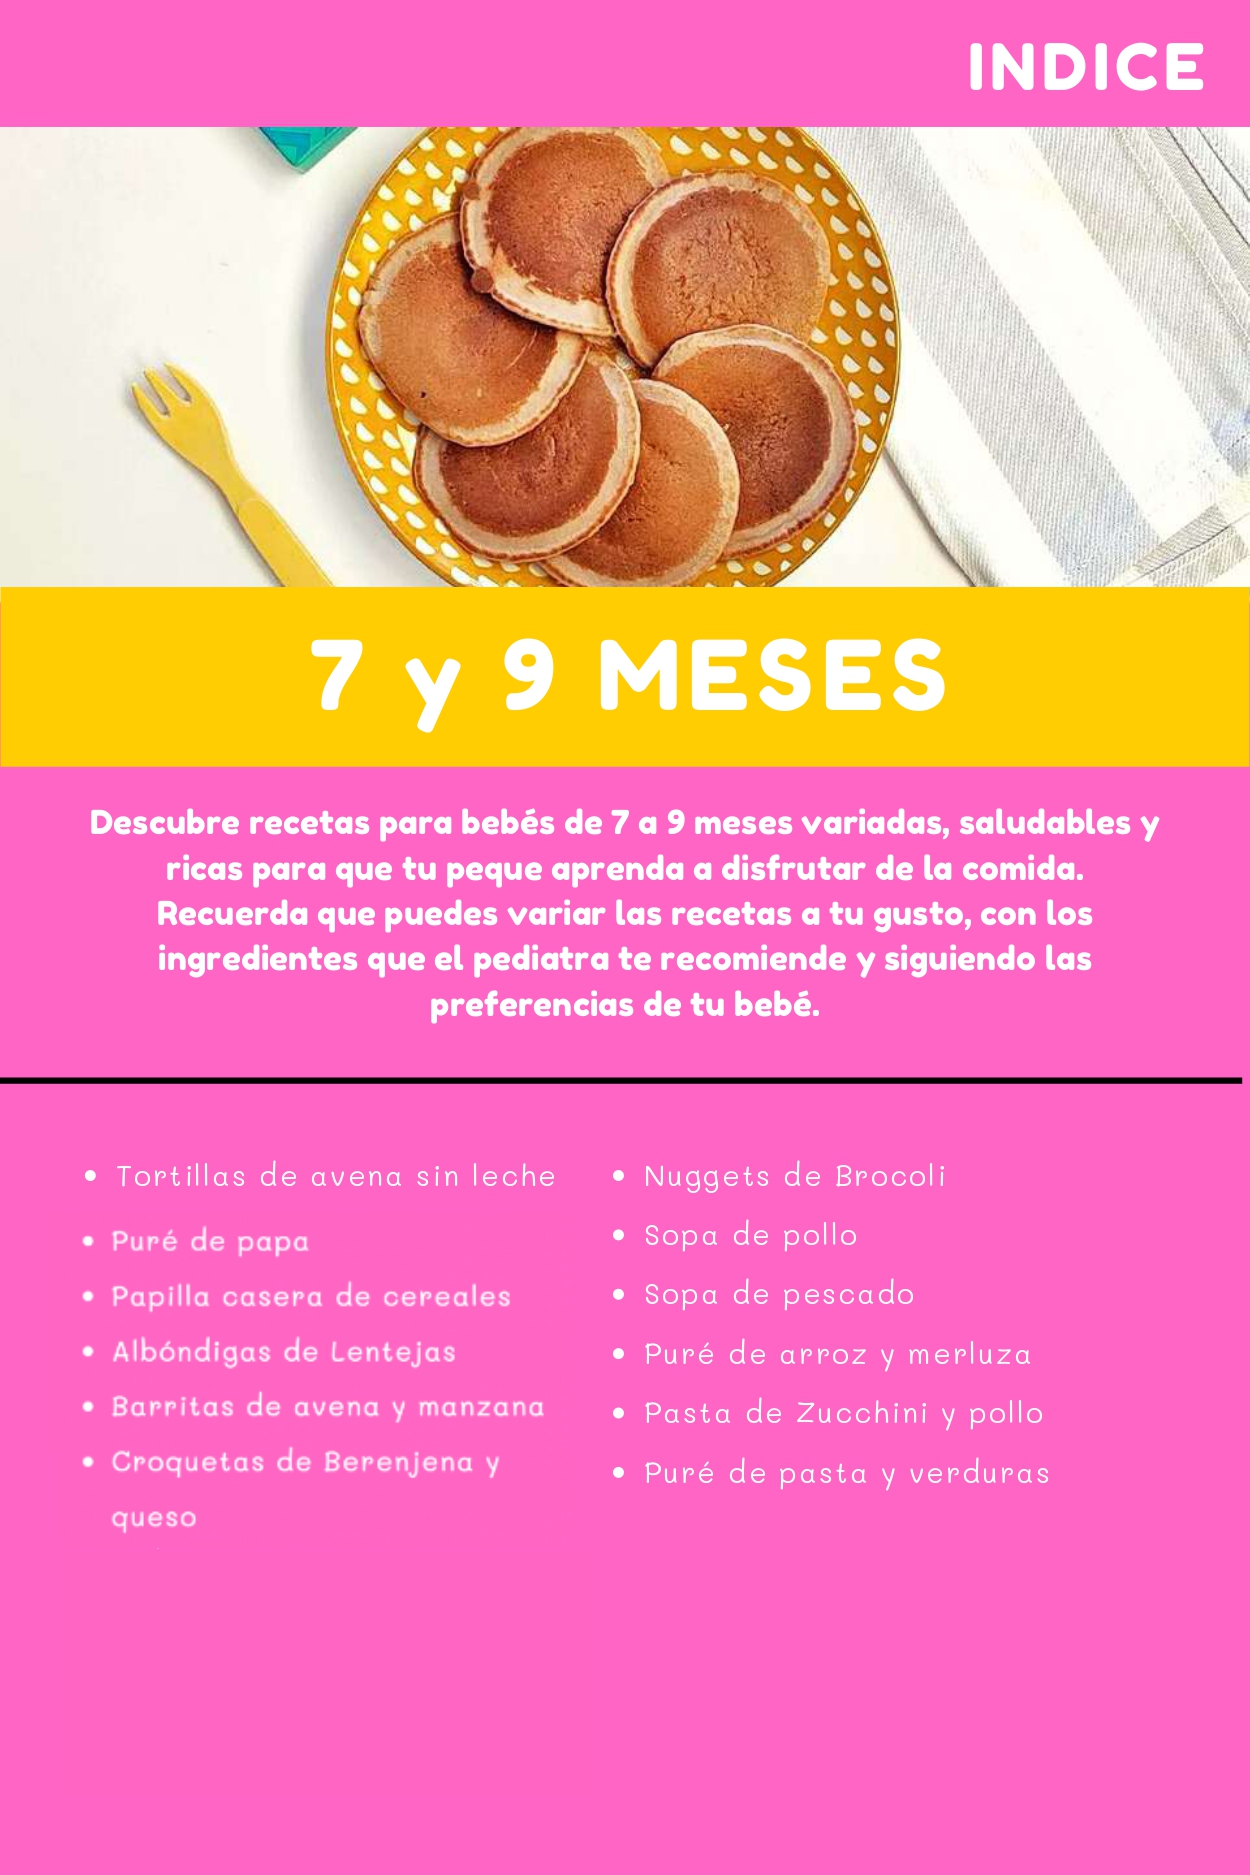 INDICE
7 y 9 MESES
Descubre recetas para bebés de 7 a 9 meses variadas, saludables y
ricas para que tu peque aprenda a disfrutar de la comida.
Recuerda que puedes variar las recetas a tu gusto, con los
ingredientes que el pediatra te recomiende y siguiendo las
preferencias de tu bebé.
• Tortillas de avena sin leche
• Puré de papa
• Papilla casera de cereales
• Albóndigas de Lentejas
• Barritas de avena y manzana
• Croquetas de Berenjena y
queso
• Nuggets de Brocoli
• Sopa de pollo
• Sopa de pescado
• Puré de arroz y merluza
• Pasta de Zucchini y pollo
• Puré de pasta y verduras